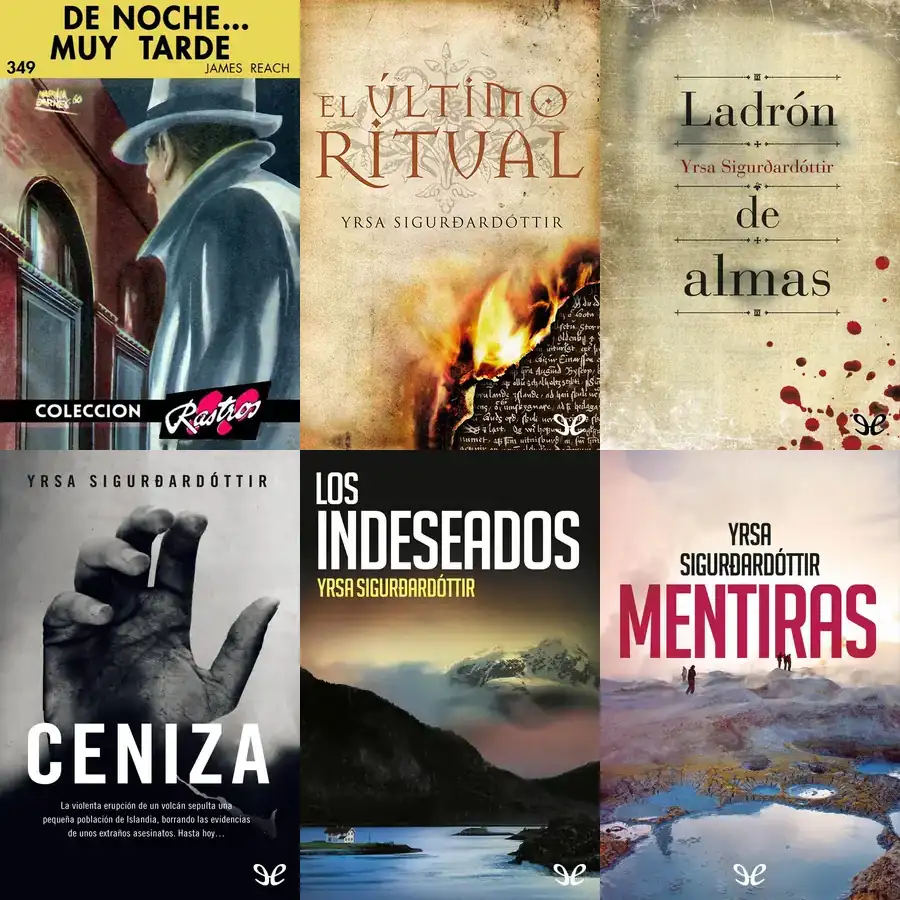 DE NOCHE...
MUY TARDE
349
JAMES REACH
COLECCION
Rastros
EL ÚLTIMO
RITUAL
YRSA SIGURÐARDÓTTIR
Ladrón
Yrsa Sigurðardóttir
de
almas
YRSA SIGURÐARDÓTTIR
CENIZA
La violenta erupción de un volcán sepulta una
pequeña población de Islandia, borrando las evidencias
de unos extraños asesinatos. Hasta hoy...
LOS
INDESEADOS
YRSA SIGURÐARDÓTTIR
YRSA
SIGURÐARDÓTTIR
MENTIRAS